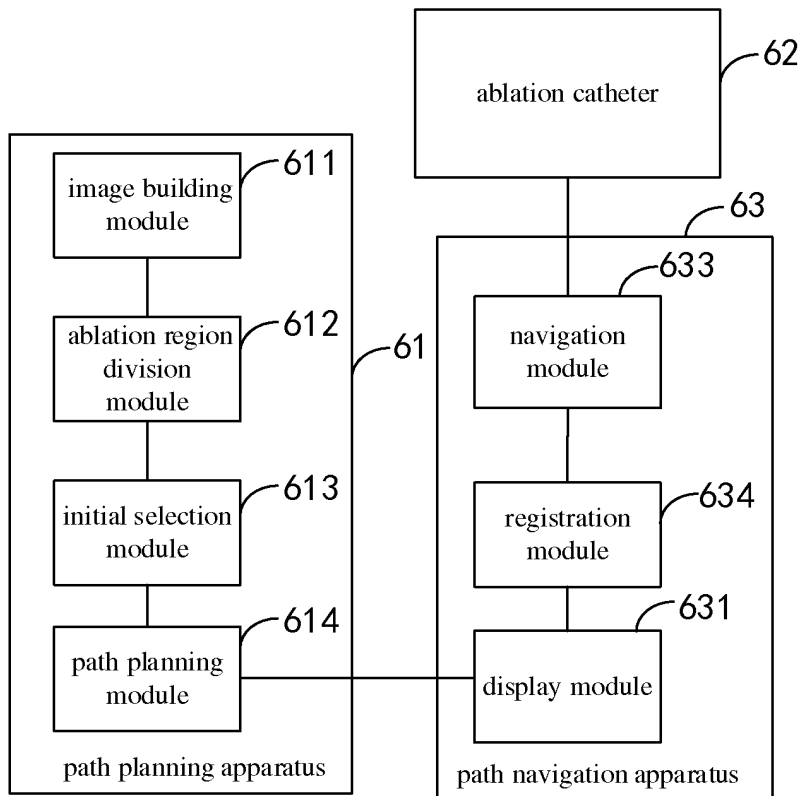 ablation catheter
62
611
image building
module
612
ablation region
division
module
61
613
initial selection
module
614
path planning
module
path planning apparatus
63
633
navigation
module
634
registration
module
631
display module
path navigation apparatus